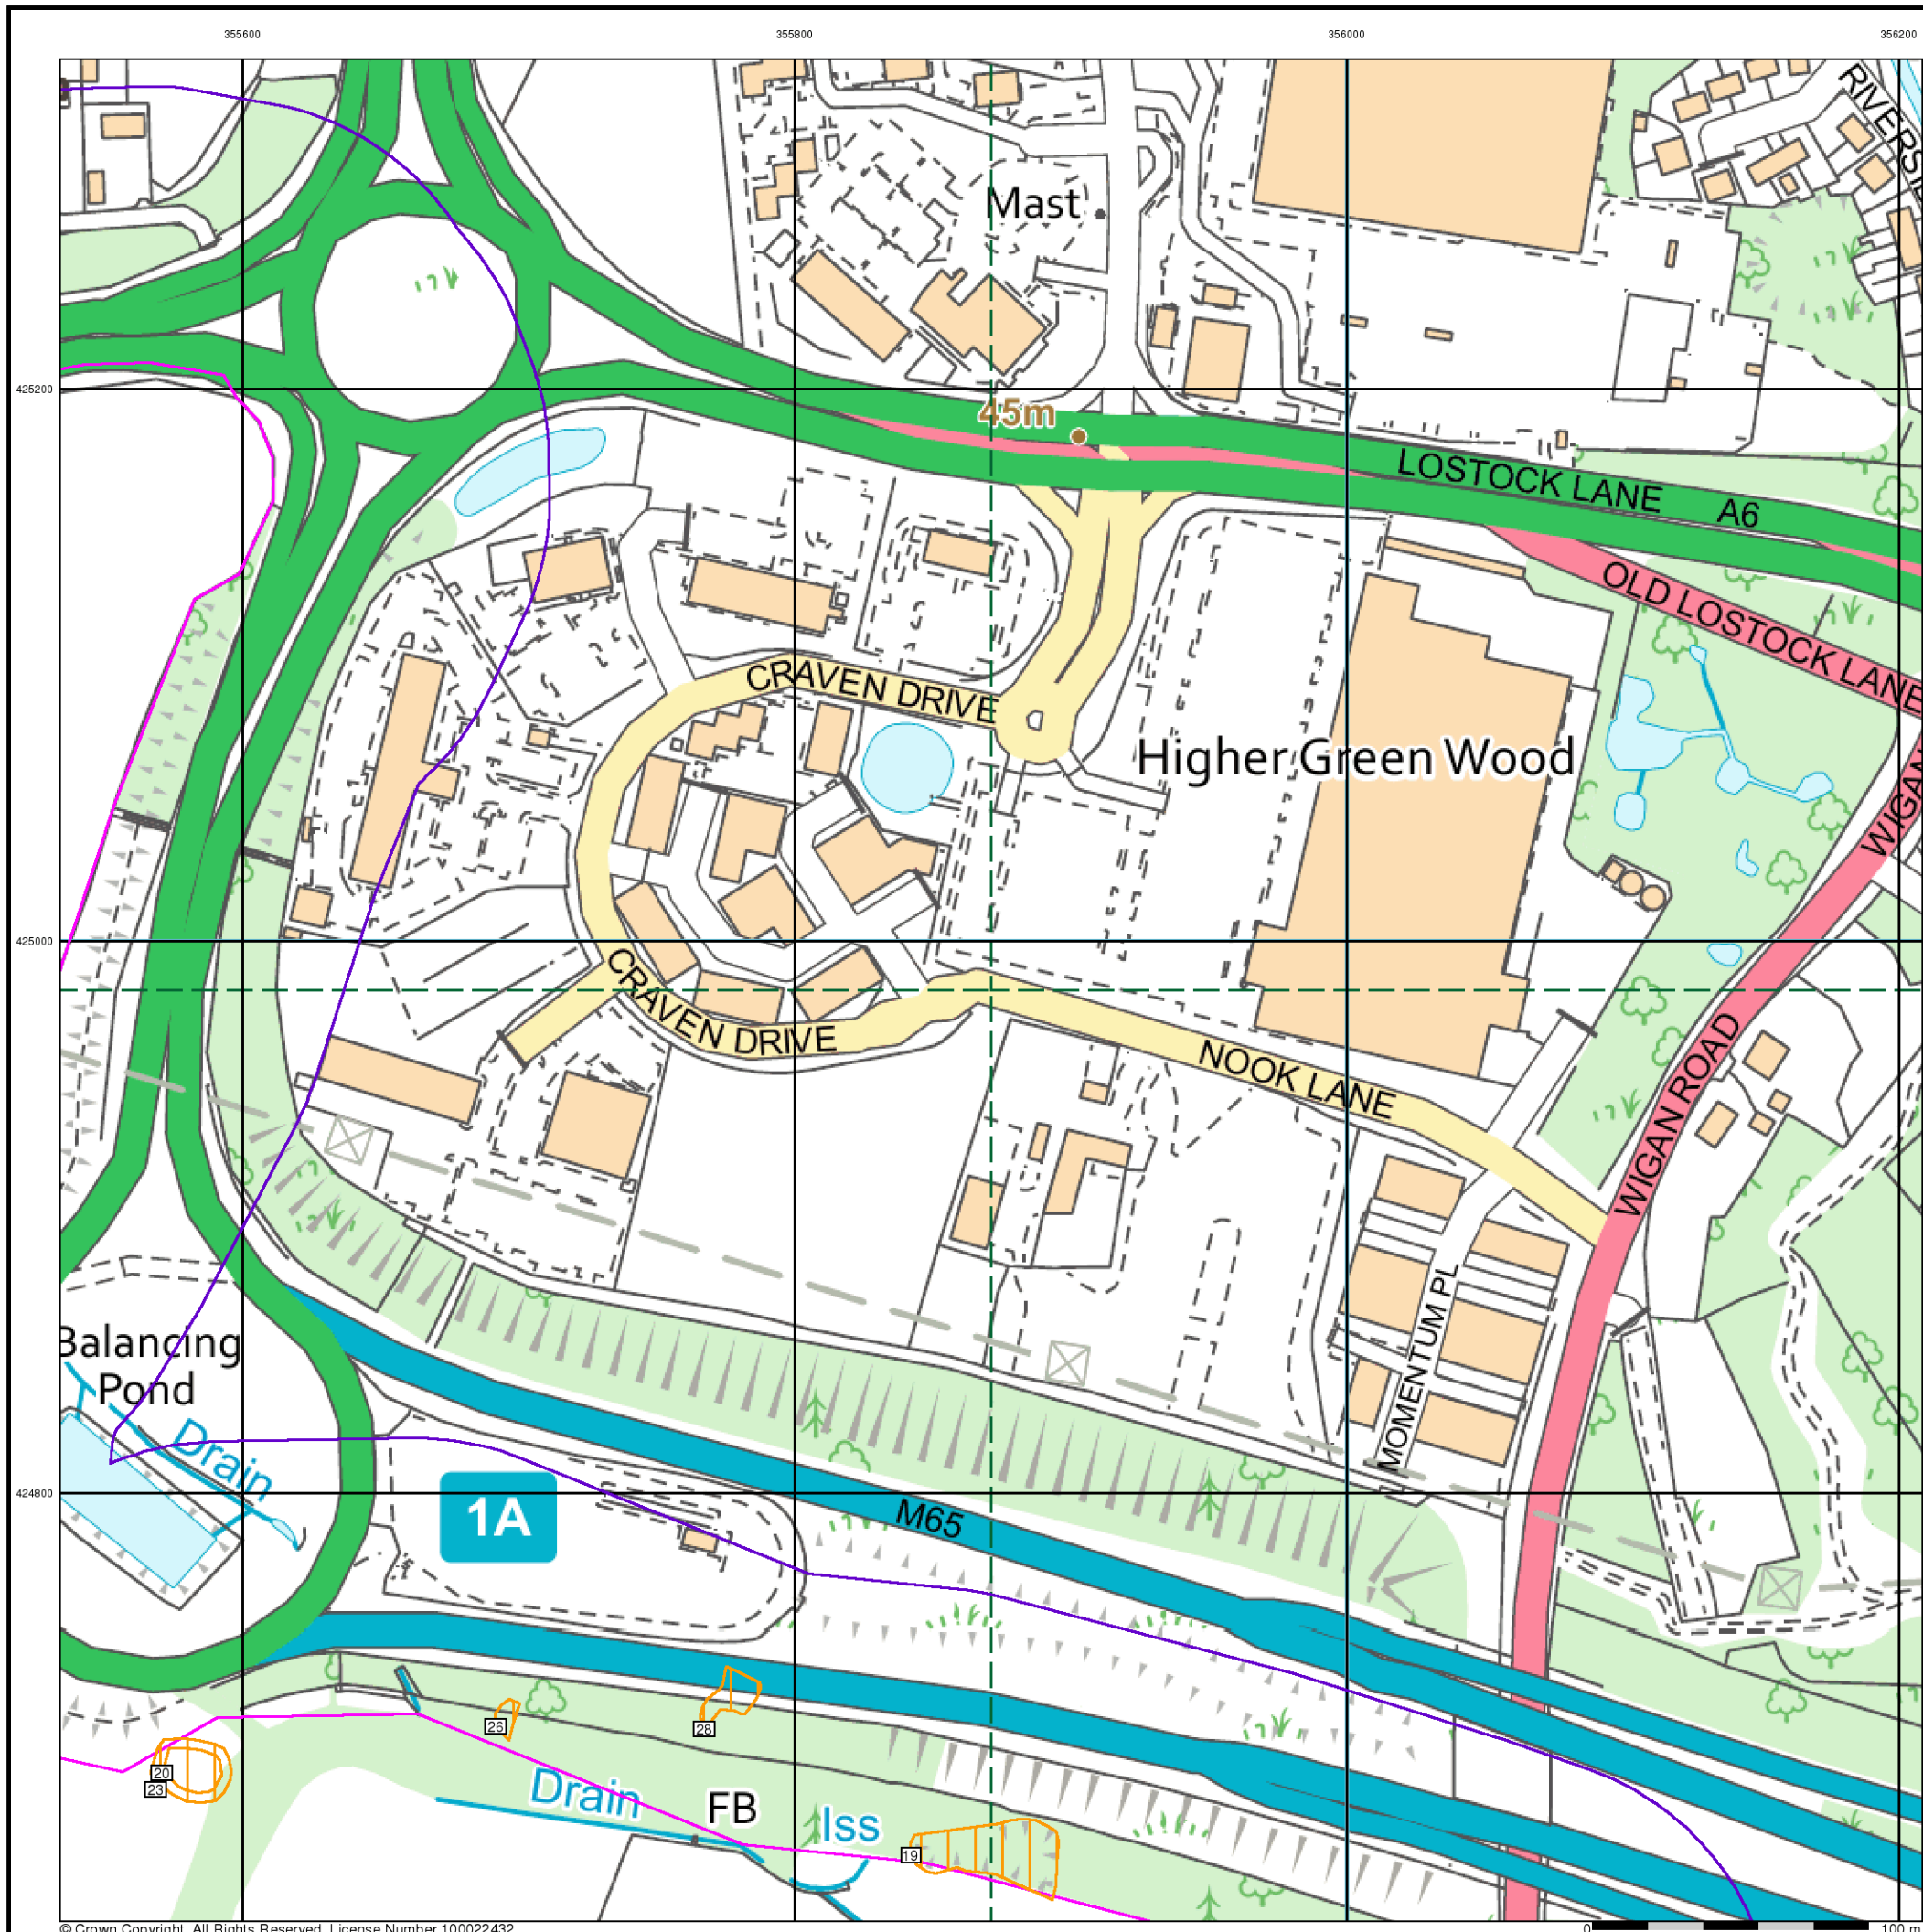 355600
355800
356000
356200
RIVERSI
Mast
425200
45m
LOSTOCK LANE A6
OLD LOSTOCK LANE
CRAVEN DRIVE
Higher Green Wood
WIGAN
425000
CRAVEN DRIVE
NOOK LANE
WIGAN ROAD
MOMENTUM PL
Balancing
Pond
Drain
424800
1A
M65
26
28
20
23
Drain
FB
Iss
19
© Crown Copyright. All Rights Reserved. License Number 100022432
0
100 m